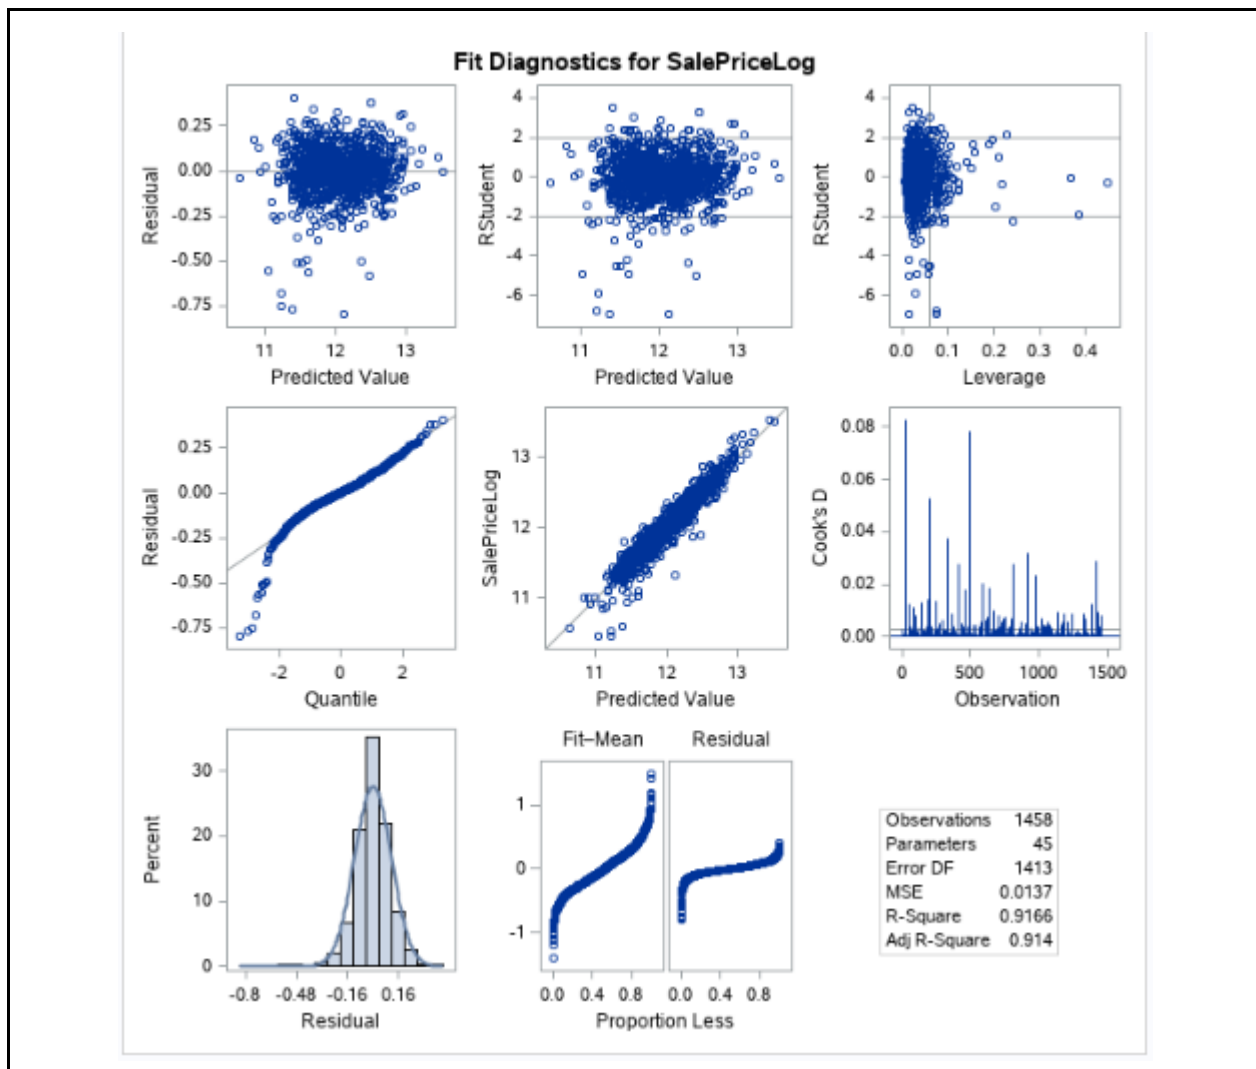 Fit Diagnostics for SalePriceLog
0.25
0.00
-0.25
-0.50
-0.75
Residual
11 12 13
Predicted Value
4
2
0
-2
-4
-6
RStudent
11 12 13
Predicted Value
4
2
0
-2
-4
-6
RStudent
0.0 0.1 0.2 0.3 0.4
Leverage
0.25
0.00
-0.25
-0.50
-0.75
Residual
-2 0 2
Quantile
13
12
11
SalePriceLog
11 12 13
Predicted Value
0.08
0.06
0.04
0.02
0.00
Cook's D
0 500 1000 1500
Observation
30
20
10
0
Percent
-0.8 -0.48 -0.16 0.16
Residual
Fit–Mean Residual
1
0
-1
0.0 0.4 0.8 0.0 0.4 0.8
Proportion Less
Observations 1458
Parameters 45
Error DF 1413
MSE 0.0137
R-Square 0.9166
Adj R-Square 0.914